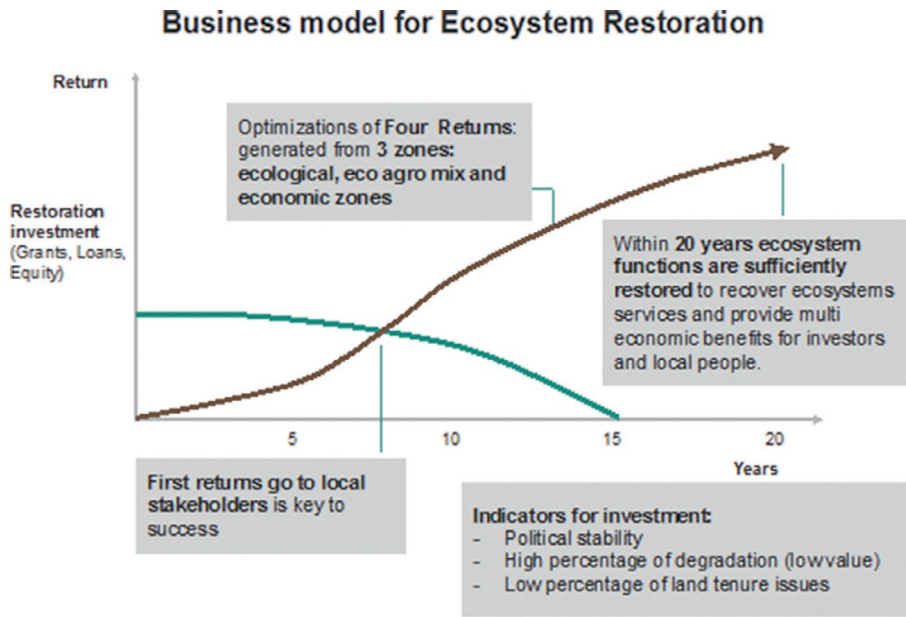 Business model for Ecosystem Restoration
Return
Optimizations of Four Returns:
generated from 3 zones:
ecological, eco agro mix and
economic zones
Restoration
investment
(Grants, Loans,
Equity)
Within 20 years ecosystem
functions are sufficiently
restored to recover ecosystems
services and provide multi
economic benefits for investors
and local people.
5
10
15
20
Years
First returns go to local
stakeholders is key to
success
Indicators for investment:
- Political stability
- High percentage of degradation (low value)
- Low percentage of land tenure issues